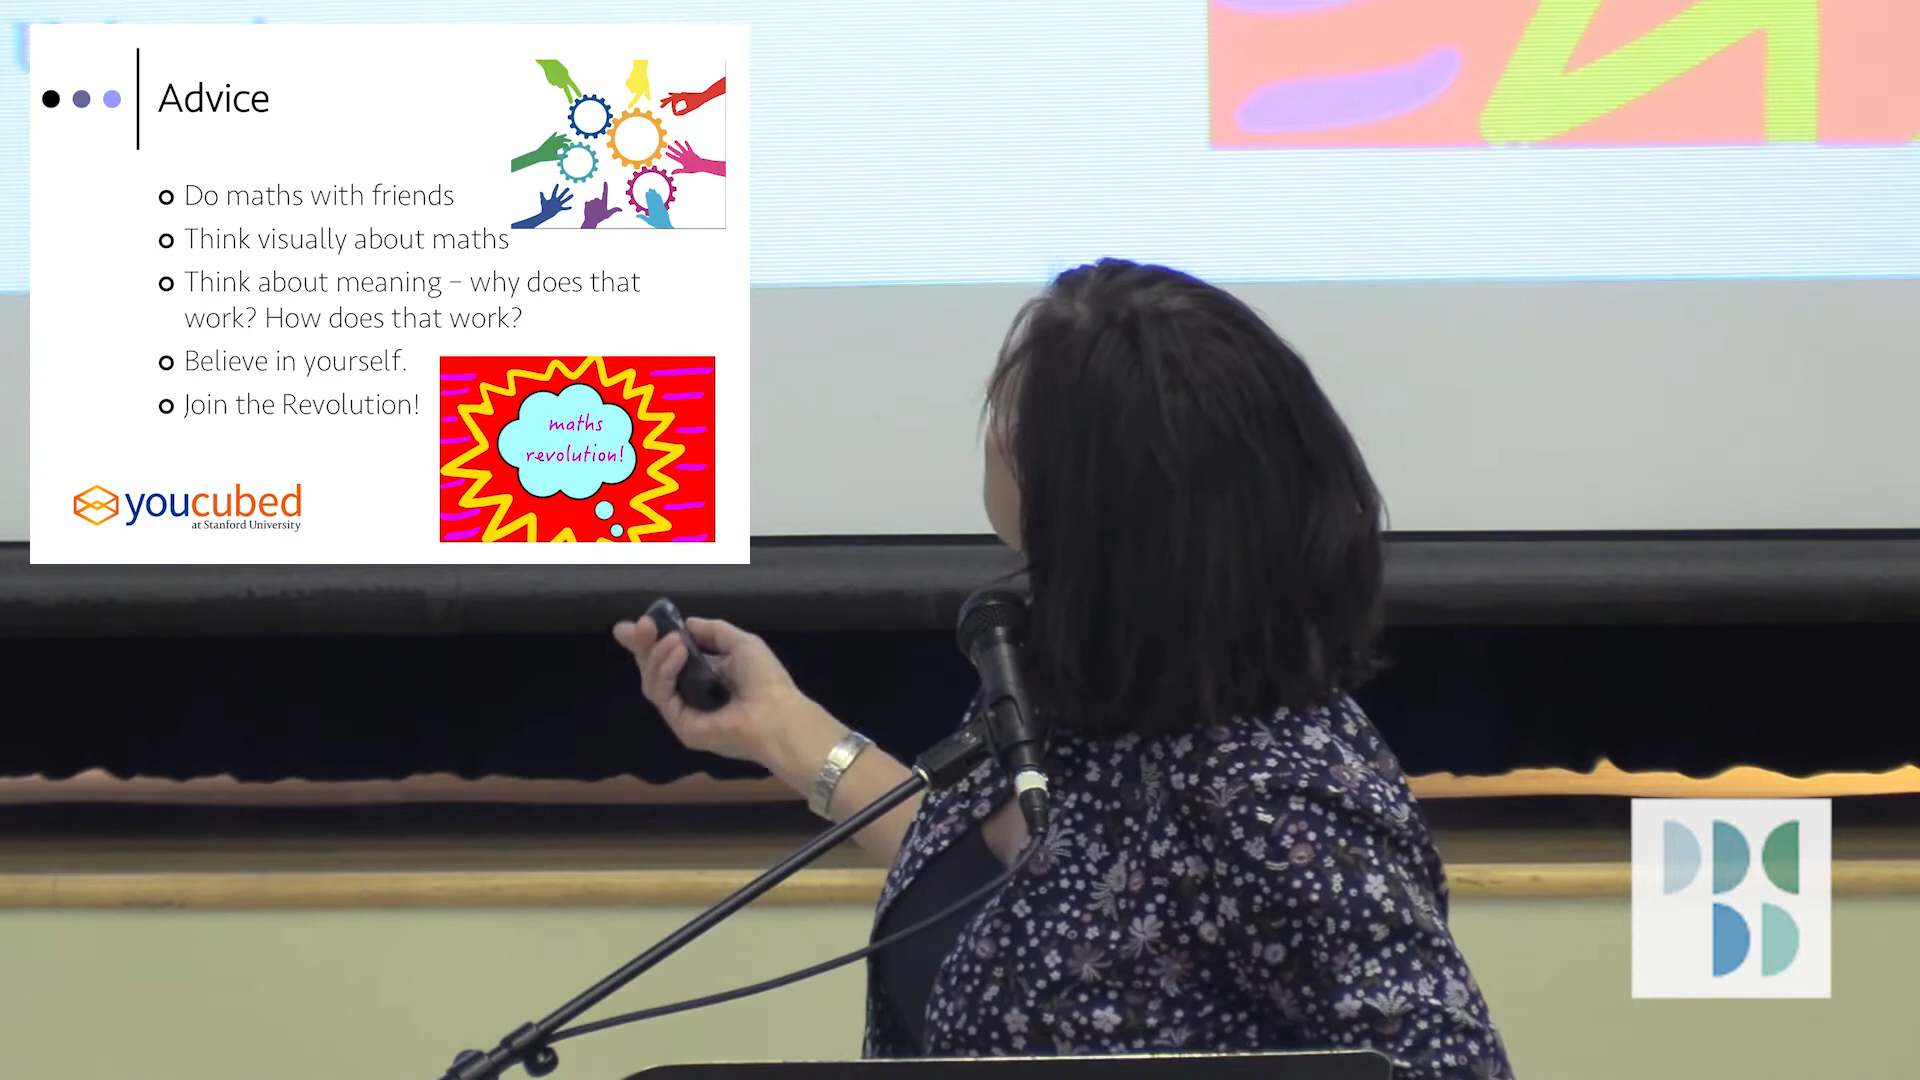 Advice
Do maths with friends
Think visually about maths
Think about meaning – why does that
work? How does that work?
Believe in yourself.
Join the Revolution!
maths
revolution!
youcubed
at Stanford University